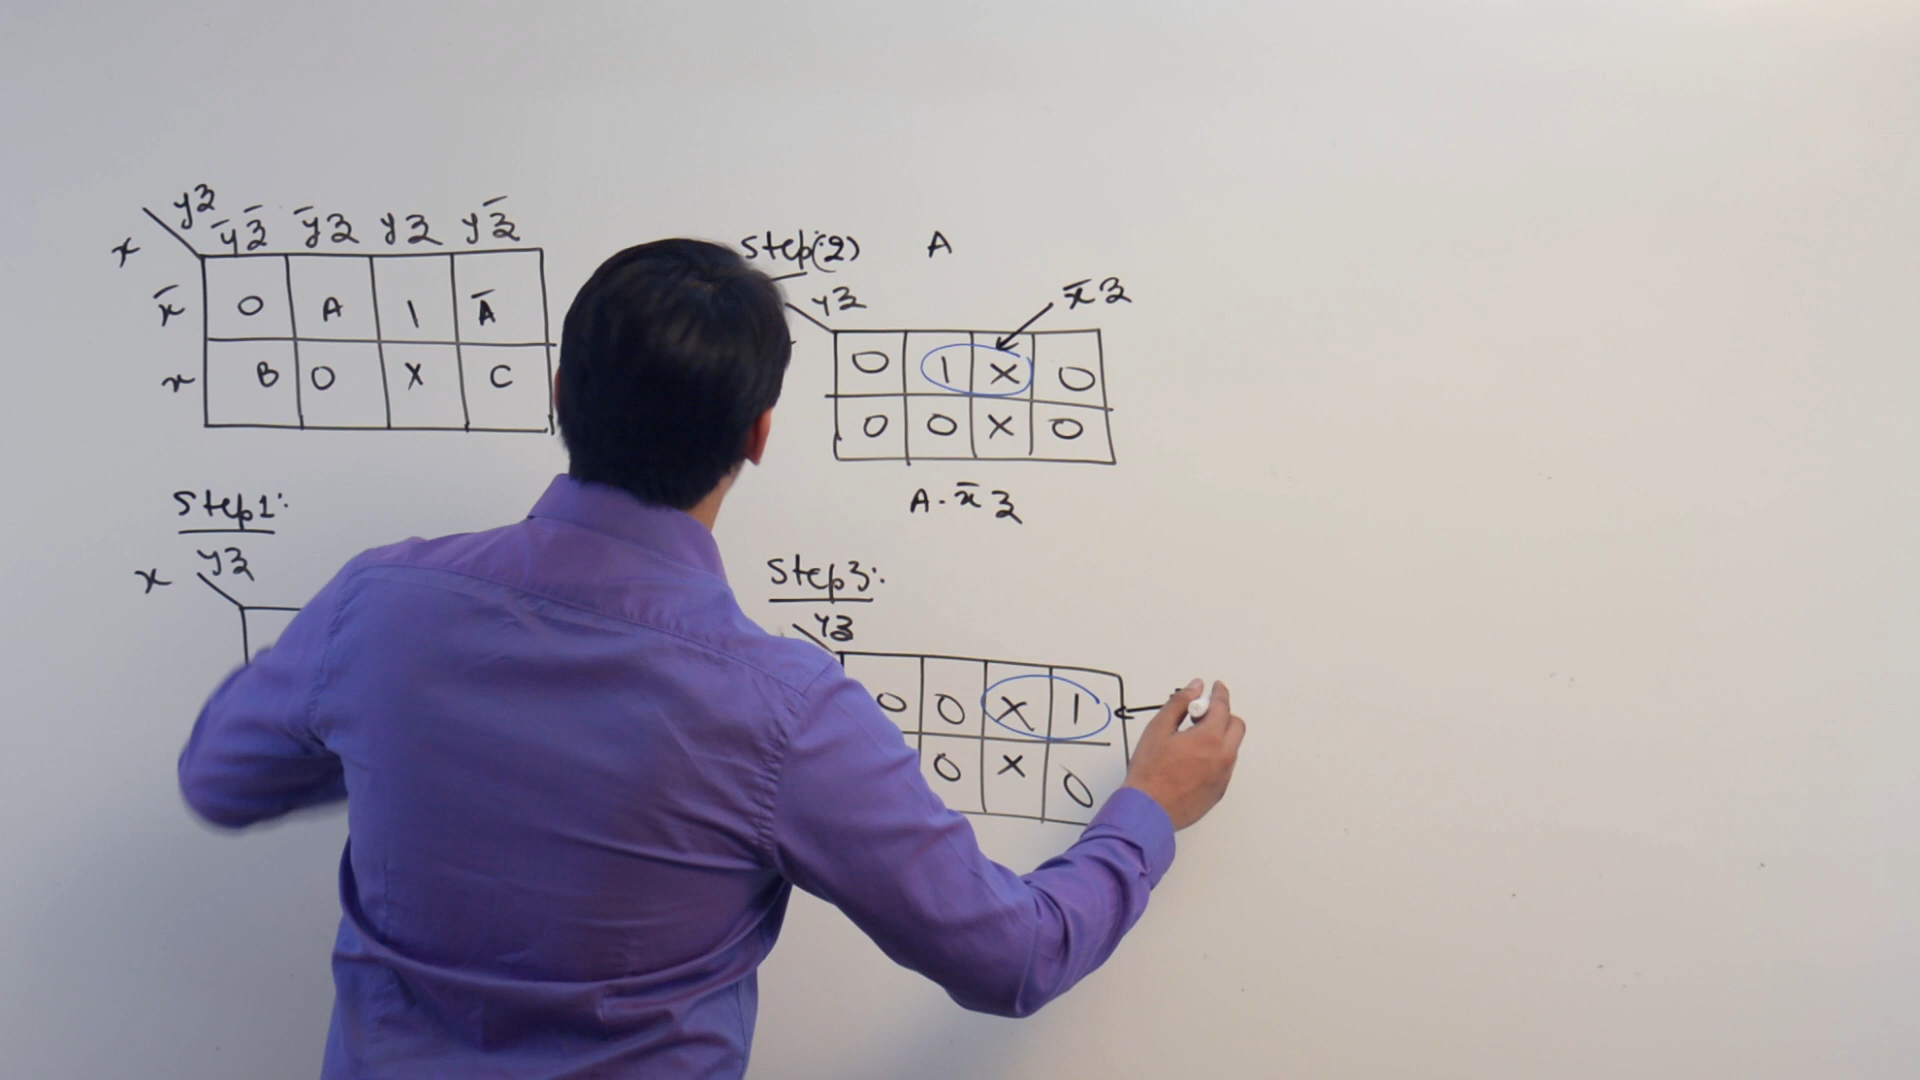 yz
x
ȳz̄ ȳz yz yz̄
x̄ 0 A 1 Ā
x B 0 X C
Step1:
x yz
Step(2) A
yz
x̄z
0 1 X 0
0 0 X 0
A·x̄z
Step3:
yz
0 0 X 1
0 X 0